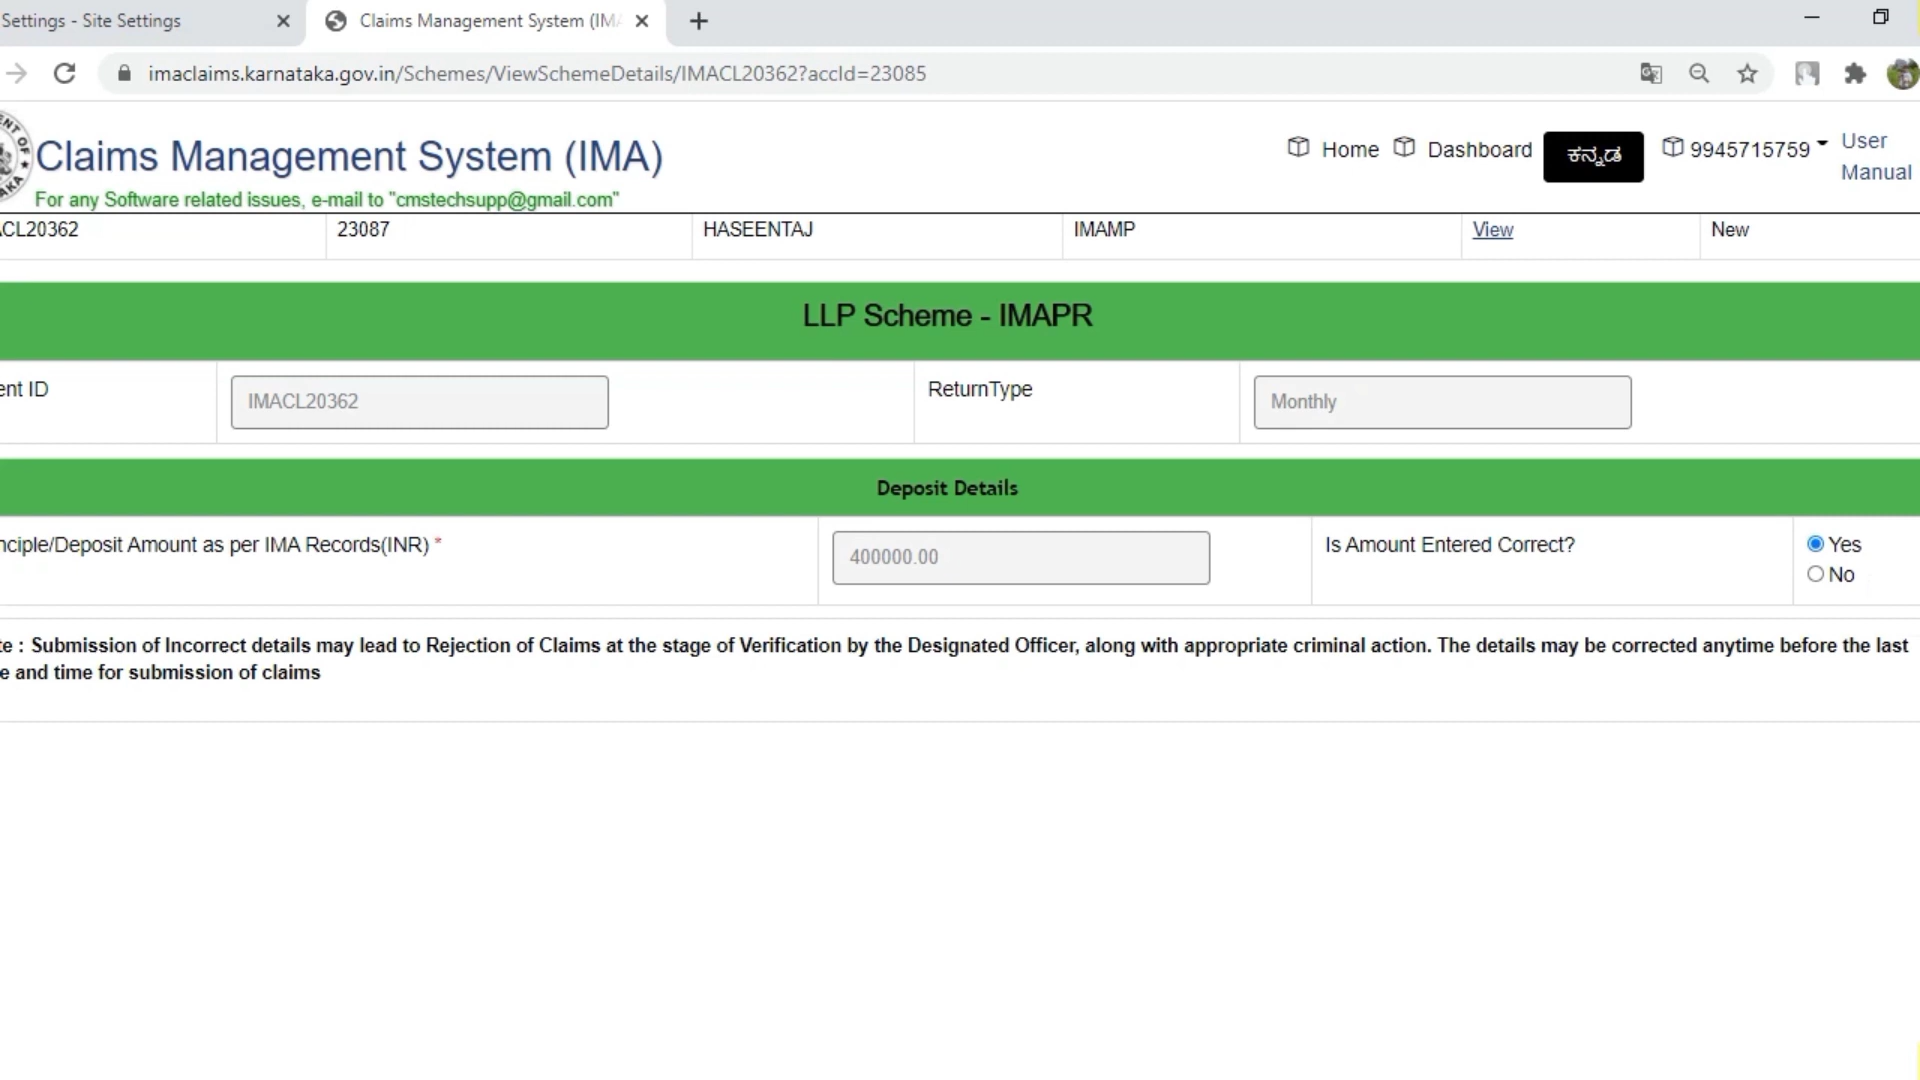 Settings - Site Settings
Claims Management System (IMA
imaclaims.karnataka.gov.in/Schemes/ViewSchemeDetails/IMACL20362?accId=23085
Claims Management System (IMA)
For any Software related issues, e-mail to "cmstechsupp@gmail.com"
Home Dashboard ಕನ್ನಡ 9945715759 User Manual
CL20362 23087 HASEENTAJ IMAMP View New
LLP Scheme - IMAPR
ent ID IMACL20362 ReturnType Monthly
Deposit Details
nciple/Deposit Amount as per IMA Records(INR) * 400000.00 Is Amount Entered Correct? Yes
No
te : Submission of Incorrect details may lead to Rejection of Claims at the stage of Verification by the Designated Officer, along with appropriate criminal action. The details may be corrected anytime before the last
e and time for submission of claims